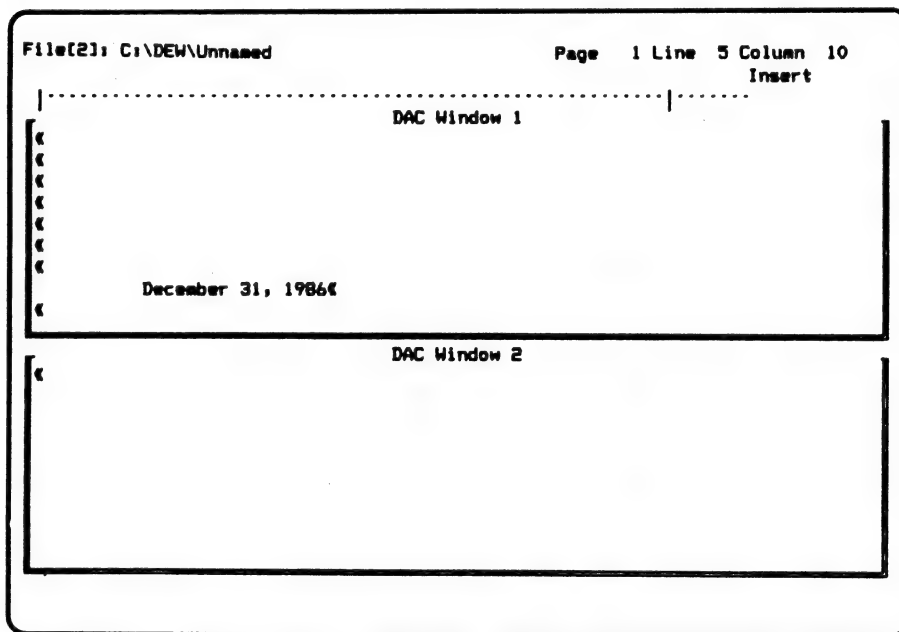 File[2]: C:\DEW\Unnamed Page 1 Line 5 Column 10
Insert
DAC Window 1
«
«
«
«
«
«
«
December 31, 1986«
«
DAC Window 2
«